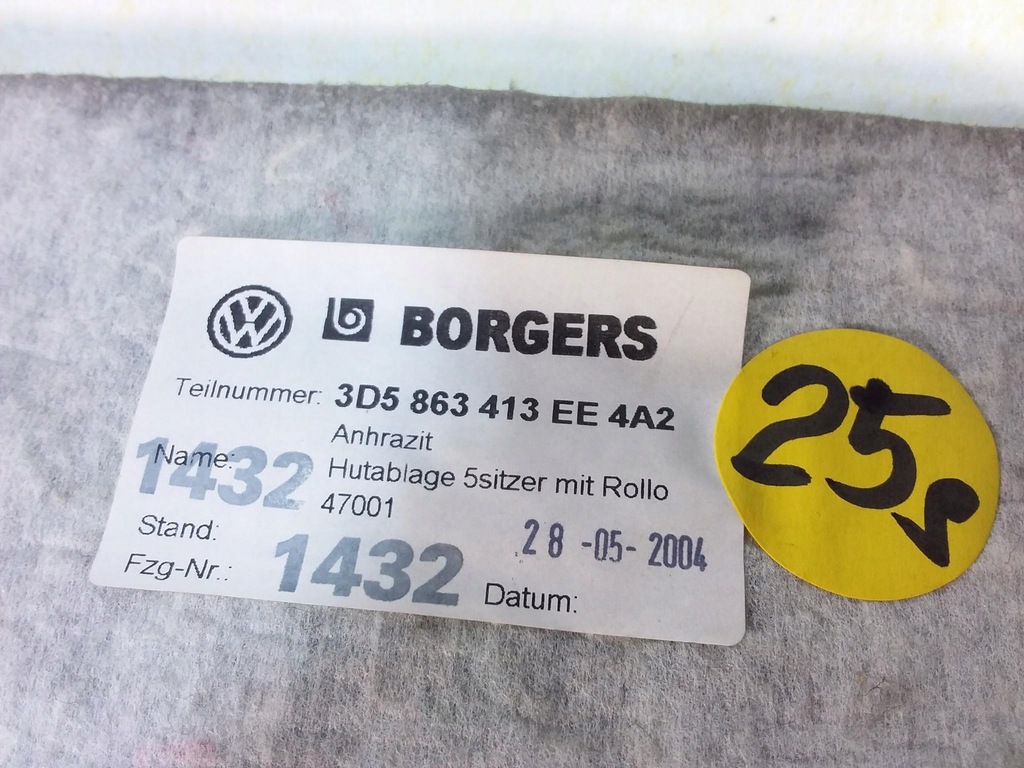 VW BORGERS
Teilnummer: 3D5 863 413 EE 4A2
Anhrazit
Name: Hutablage 5sitzer mit Rollo
1432
47001
Stand:
28-05-2004
Fzg-Nr.: 1432 Datum:
25